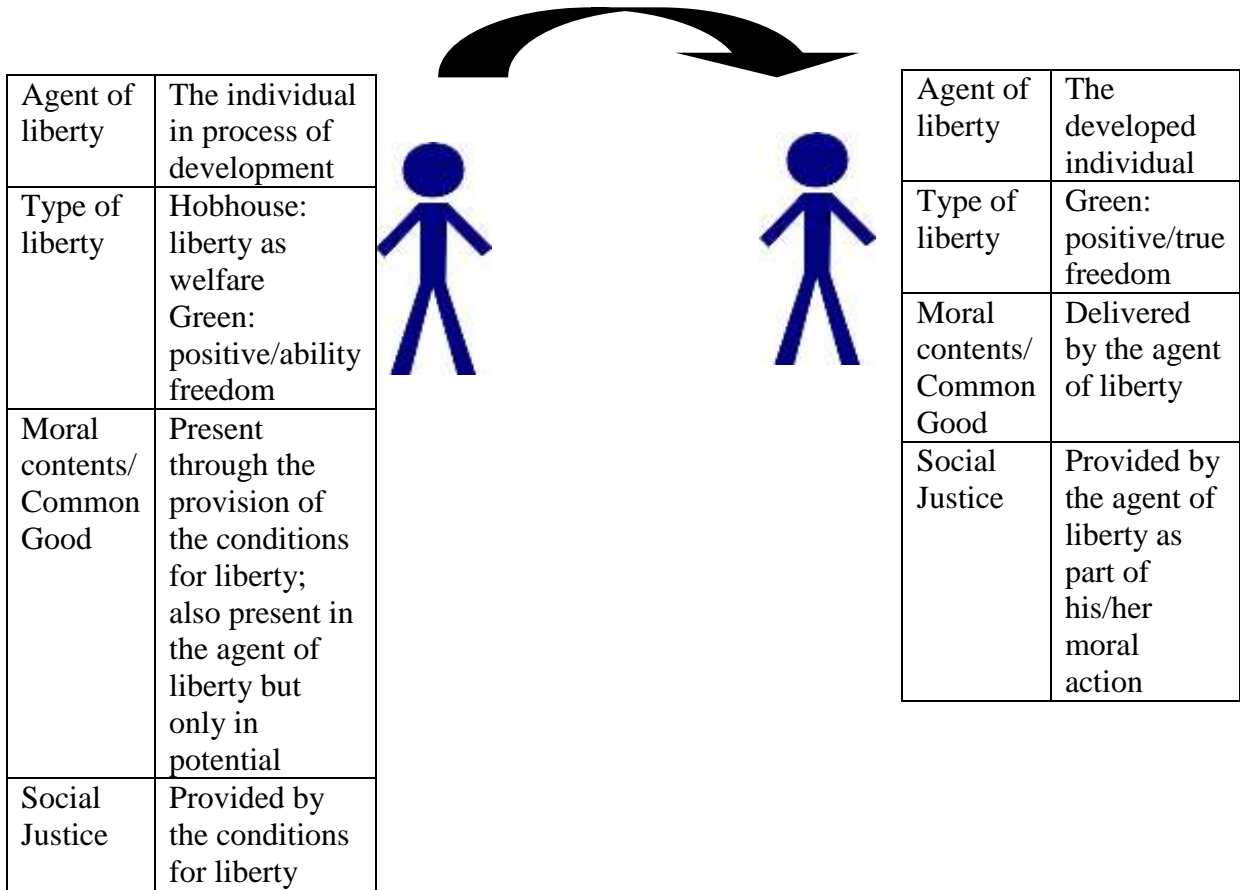 Agent of
liberty
The individual
in process of
development
Type of
liberty
Hobhouse:
liberty as
welfare
Green:
positive/ability
freedom
Moral
contents/
Common
Good
Present
through the
provision of
the conditions
for liberty;
also present in
the agent of
liberty but
only in
potential
Social
Justice
Provided by
the conditions
for liberty
Agent of
liberty
The
developed
individual
Type of
liberty
Green:
positive/true
freedom
Moral
contents/
Common
Good
Delivered
by the agent
of liberty
Social
Justice
Provided by
the agent of
liberty as
part of
his/her
moral
action